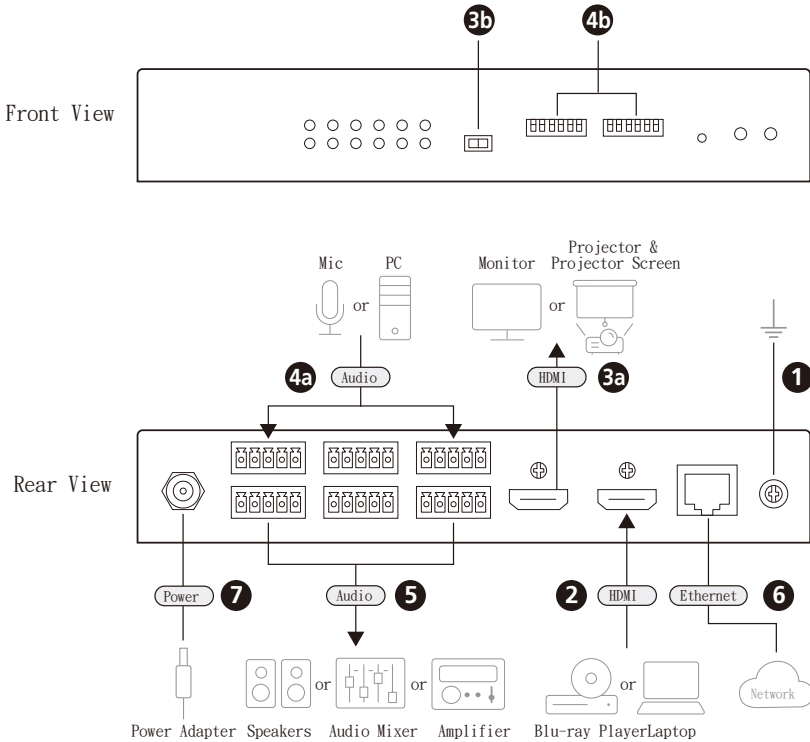 3b
4b
Front View
Mic
or
PC
Monitor
or
Projector &
Projector Screen
4a
Audio
HDMI
3a
1
Rear View
Power
7
Audio
5
2
HDMI
Ethernet
6
or
or
or
Network
Power Adapter
Speakers
Audio Mixer
Amplifier
Blu-ray Player
Laptop